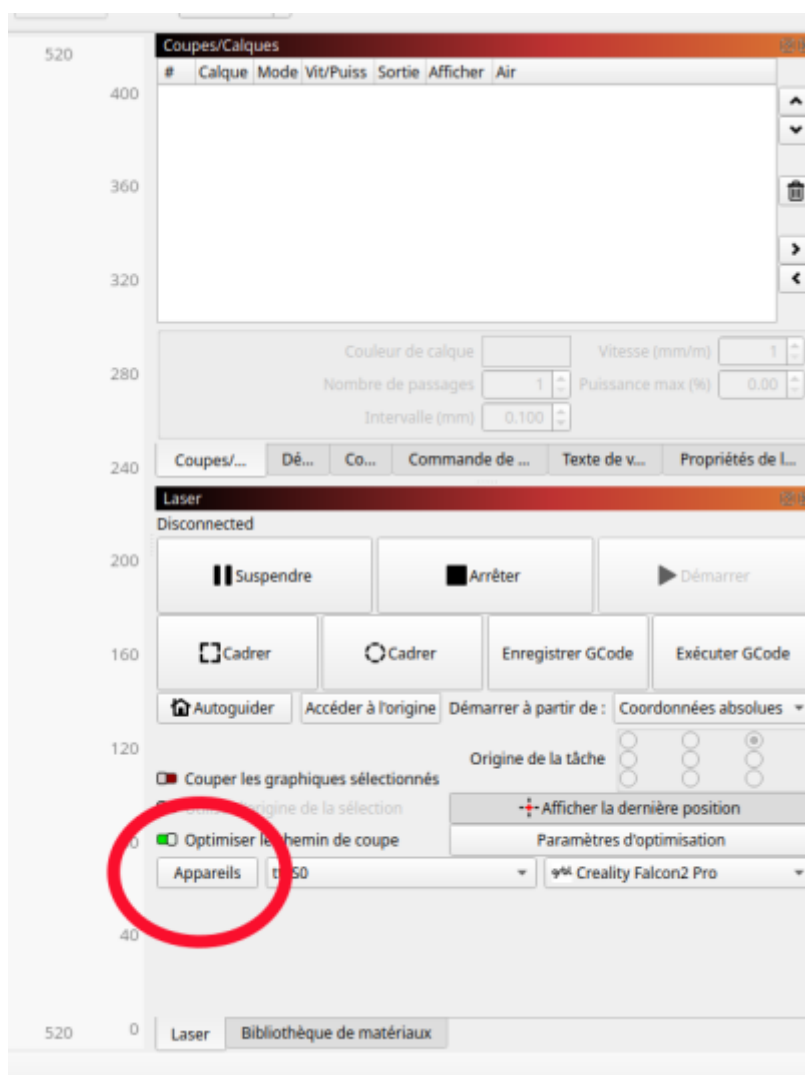 520
Coupes/Calques
# Calque Mode Vit/Puiss Sortie Afficher Air
400
360
320
Couleur de calque Vitesse (mm/m) 1
280
Nombre de passages 1 Puissance max (%) 0.00
Intervalle (mm) 0.100
240
Coupes/... Dé... Co... Commande de ... Texte de v... Propriétés de l...
Laser
Disconnected
200
Suspendre Arrêter Démarrer
160
Cadrer Cadrer Enregistrer GCode Exécuter GCode
Autoguider Accéder à l'origine Démarrer à partir de : Coordonnées absolues
120
Origine de la tâche
Couper les graphiques sélectionnés
de la sélection Afficher la dernière position
Optimiser le chemin de coupe Paramètres d'optimisation
Appareils Creality Falcon2 Pro
40
520 0
Laser Bibliothèque de matériaux